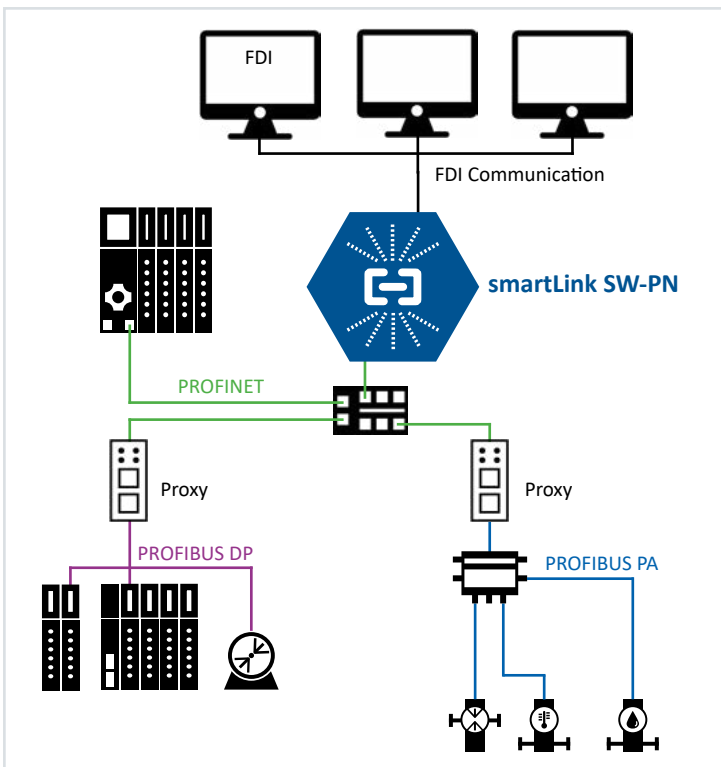 FDI
FDI Communication
smartLink SW-PN
PROFINET
Proxy
Proxy
PROFIBUS DP
PROFIBUS PA